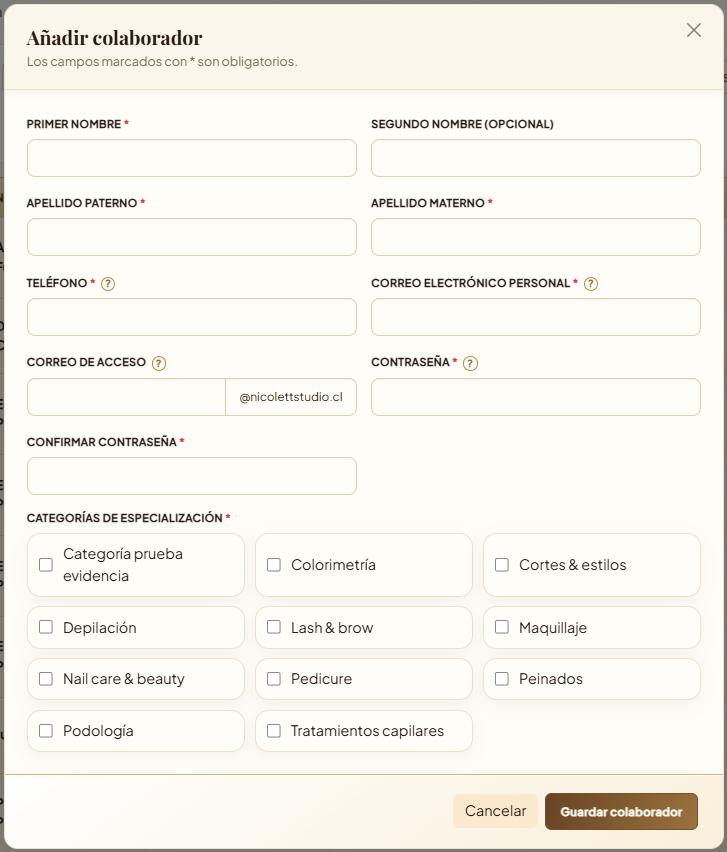 Añadir colaborador
Los campos marcados con * son obligatorios.
PRIMER NOMBRE *
SEGUNDO NOMBRE (OPCIONAL)
APELLIDO PATERNO *
APELLIDO MATERNO *
TELÉFONO * ?
CORREO ELECTRÓNICO PERSONAL * ?
CORREO DE ACCESO ?
@nicolettstudio.cl
CONTRASEÑA * ?
CONFIRMAR CONTRASEÑA *
CATEGORÍAS DE ESPECIALIZACIÓN *
Categoría prueba
evidencia
Colorimetría
Cortes & estilos
Depilación
Lash & brow
Maquillaje
Nail care & beauty
Pedicure
Peinados
Podología
Tratamientos capilares
Cancelar
Guardar colaborador